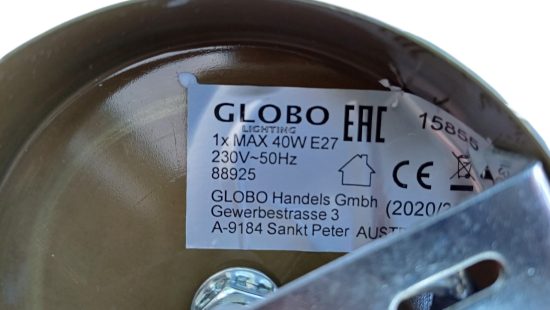 GLOBO EAC
LIGHTING
1x MAX 40W E27
230V~50Hz
88925
CE
GLOBO Handels Gmbh
Gewerbestrasse 3
A-9184 Sankt Peter